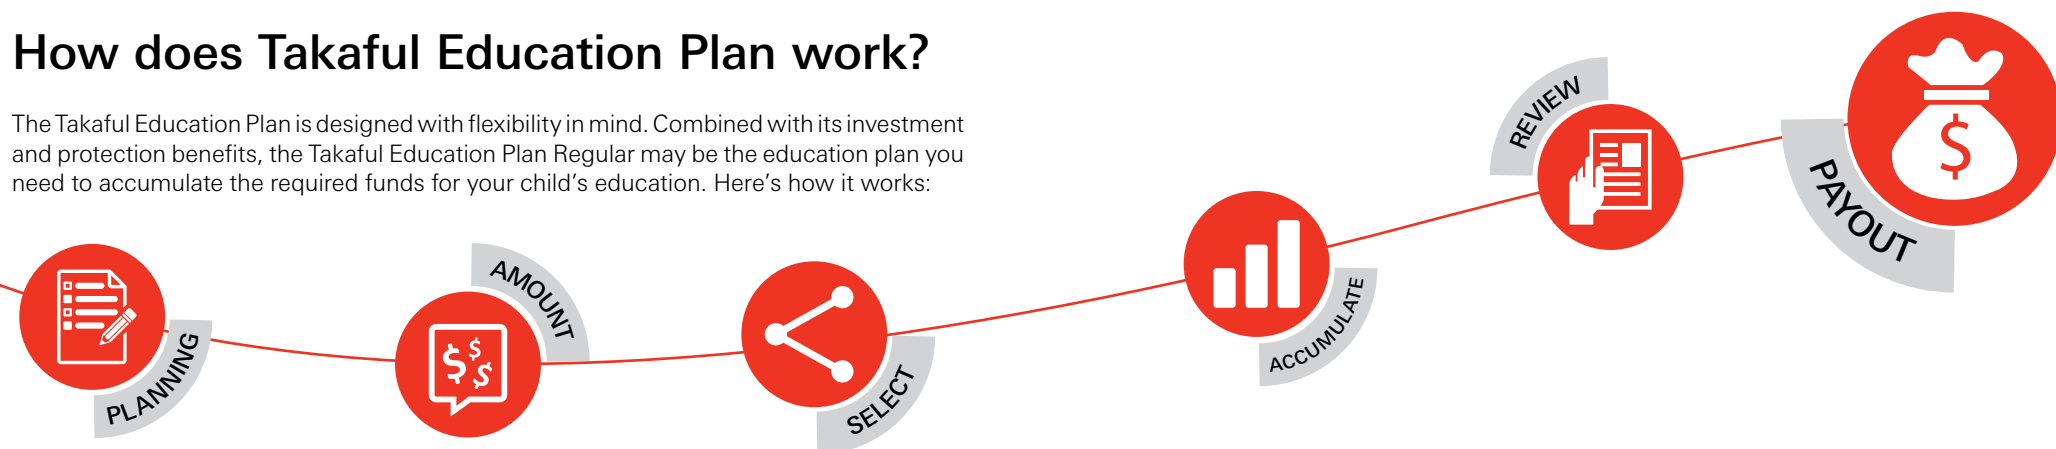 How does Takaful Education Plan work?
The Takaful Education Plan is designed with flexibility in mind. Combined with its investment
and protection benefits, the Takaful Education Plan Regular may be the education plan you
need to accumulate the required funds for your child’s education. Here’s how it works:
PLANNING
$ $ $
AMOUNT
SELECT
ACCUMULATE
REVIEW
$
PAYOUT